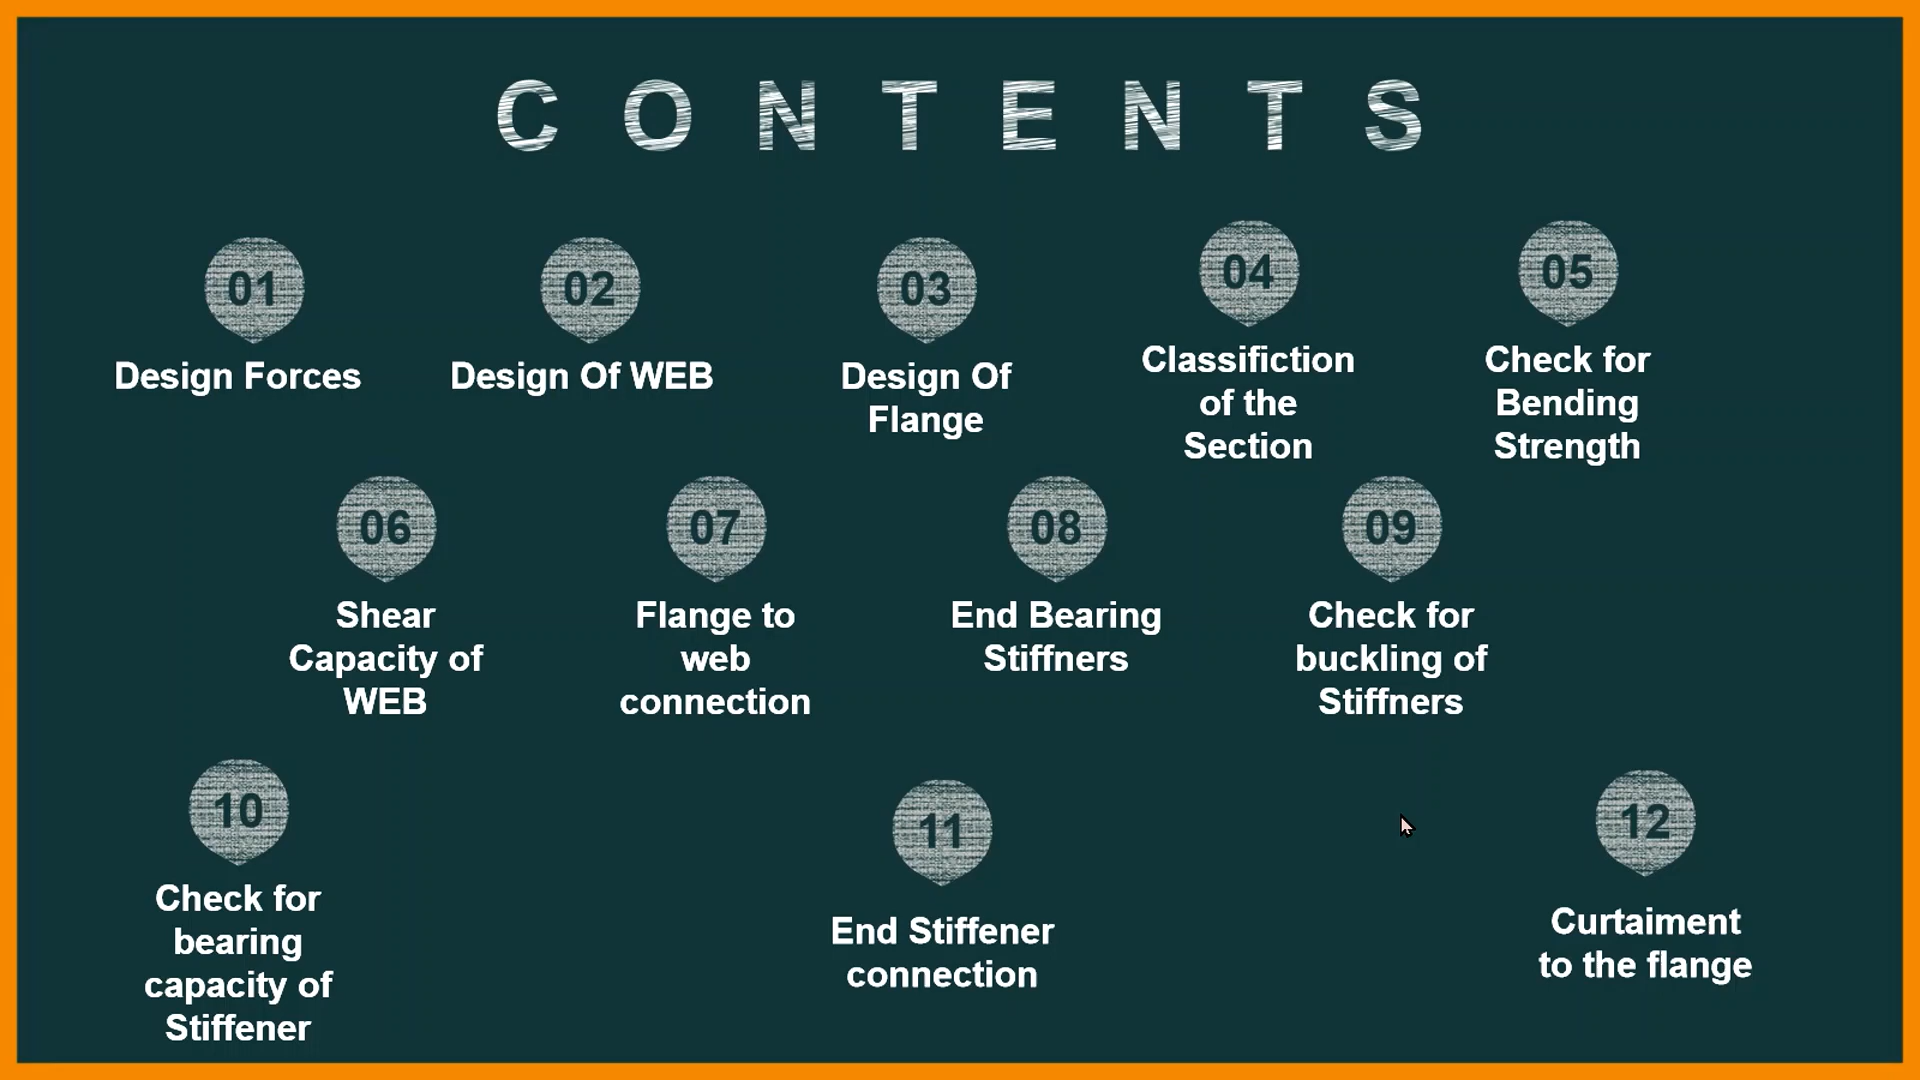 CONTENTS
01
Design Forces
02
Design Of WEB
03
Design Of
Flange
04
Classifiction
of the
Section
05
Check for
Bending
Strength
06
Shear
Capacity of
WEB
07
Flange to
web
connection
08
End Bearing
Stiffners
09
Check for
buckling of
Stiffners
10
Check for
bearing
capacity of
Stiffener
11
End Stiffener
connection
12
Curtaiment
to the flange